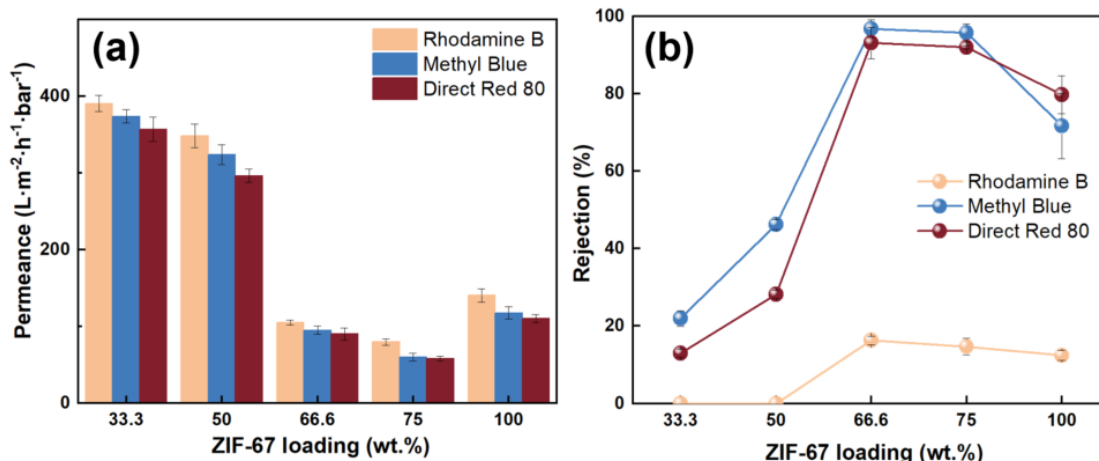 (a)
Rhodamine B
Methyl Blue
Direct Red 80
Permeance (L·m⁻²·h⁻¹·bar⁻¹)
400
200
0
33.3 50 66.6 75 100
ZIF-67 loading (wt.%)
(b)
Rhodamine B
Methyl Blue
Direct Red 80
Rejection (%)
100
80
60
40
20
0
33.3 50 66.6 75 100
ZIF-67 loading (wt.%)